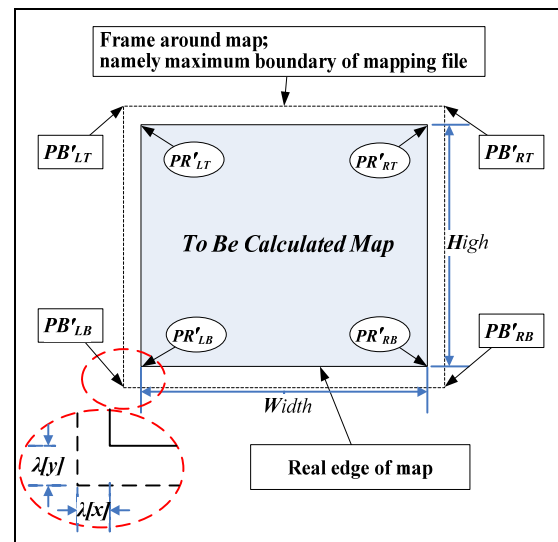 Frame around map;
namely maximum boundary of mapping file
PB'LT
PB'RT
PR'LT
PR'RT
To Be Calculated Map
High
PB'LB
PR'LB
PR'RB
PB'RB
Width
Real edge of map
λ[y]
λ[x]